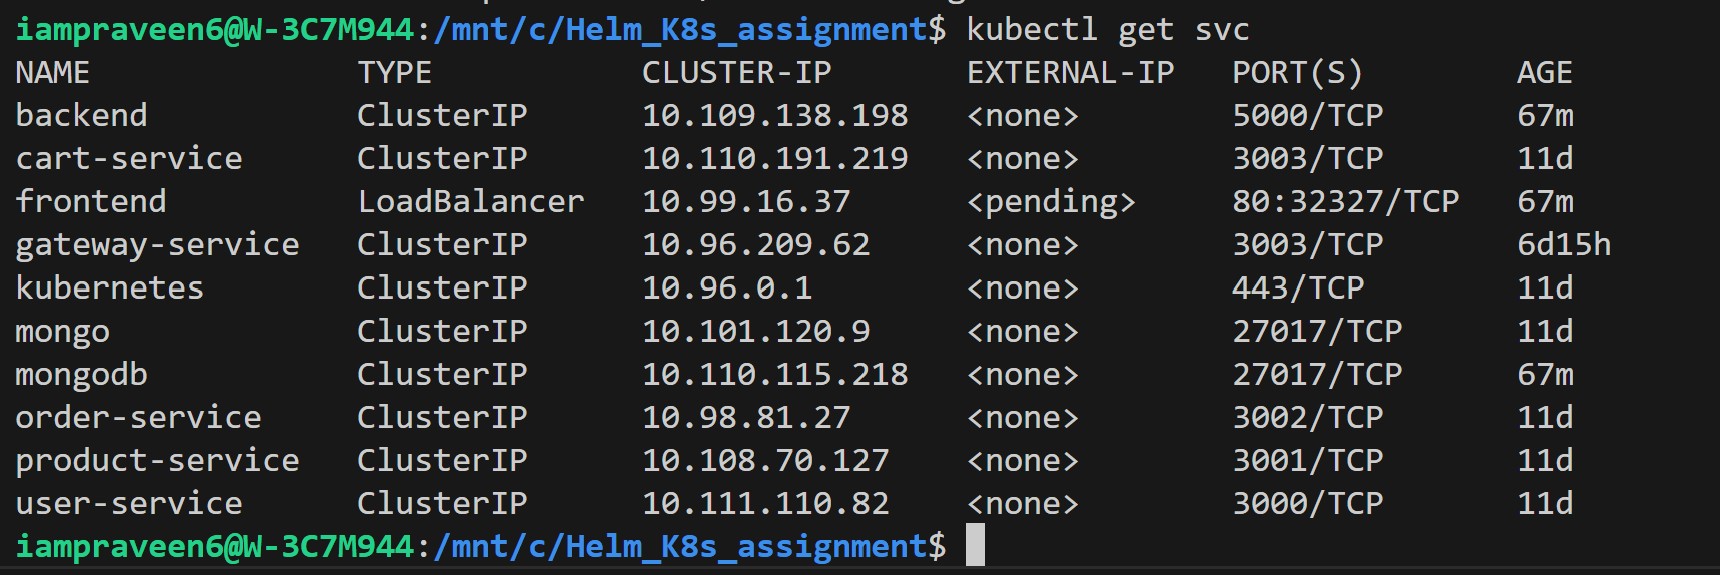 iampraveen6@W-3C7M944:/mnt/c/Helm_K8s_assignment$ kubectl get svc
NAME TYPE CLUSTER-IP EXTERNAL-IP PORT(S) AGE
backend ClusterIP 10.109.138.198 <none> 5000/TCP 67m
cart-service ClusterIP 10.110.191.219 <none> 3003/TCP 11d
frontend LoadBalancer 10.99.16.37 <pending> 80:32327/TCP 67m
gateway-service ClusterIP 10.96.209.62 <none> 3003/TCP 6d15h
kubernetes ClusterIP 10.96.0.1 <none> 443/TCP 11d
mongo ClusterIP 10.101.120.9 <none> 27017/TCP 11d
mongodb ClusterIP 10.110.115.218 <none> 27017/TCP 67m
order-service ClusterIP 10.98.81.27 <none> 3002/TCP 11d
product-service ClusterIP 10.108.70.127 <none> 3001/TCP 11d
user-service ClusterIP 10.111.110.82 <none> 3000/TCP 11d
iampraveen6@W-3C7M944:/mnt/c/Helm_K8s_assignment$